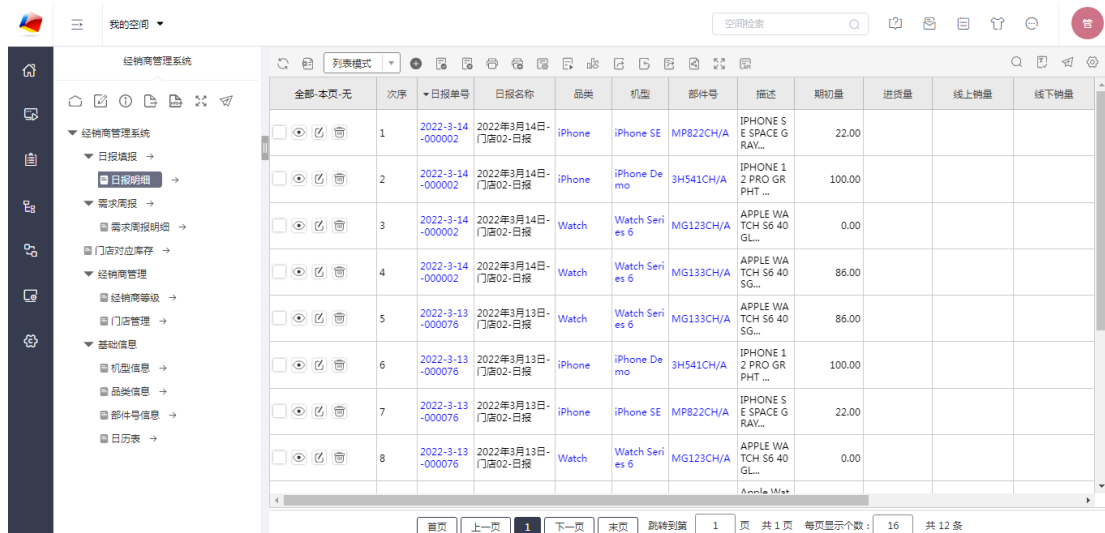 我的空间 ▼
空间检索
管
经销商管理系统
列表模式
经销商管理系统
日报填报 →
日报明细 →
需求周报 →
需求周报明细 →
门店对应库存 →
经销商管理
经销商等级 →
门店管理 →
基础信息
机型信息 →
品类信息 →
部件号信息 →
日历表 →
全部-本页-无 次序 ▼日报单号 日报名称 品类 机型 部件号 描述 期初量 进货量 线上销量 线下销量
1 2022-3-14-000002 2022年3月14日-门店02-日报 iPhone iPhone SE MP822CH/A IPHONE SE SPACE GRAY... 22.00
2 2022-3-14-000002 2022年3月14日-门店02-日报 iPhone iPhone Demo 3H541CH/A IPHONE 12 PRO GRPHT ... 100.00
3 2022-3-14-000002 2022年3月14日-门店02-日报 Watch Watch Series 6 MG123CH/A APPLE WATCH S6 40 GL... 0.00
4 2022-3-14-000002 2022年3月14日-门店02-日报 Watch Watch Series 6 MG133CH/A APPLE WATCH S6 40 SG... 86.00
5 2022-3-13-000076 2022年3月13日-门店02-日报 Watch Watch Series 6 MG133CH/A APPLE WATCH S6 40 SG... 86.00
6 2022-3-13-000076 2022年3月13日-门店02-日报 iPhone iPhone Demo 3H541CH/A IPHONE 12 PRO GRPHT ... 100.00
7 2022-3-13-000076 2022年3月13日-门店02-日报 iPhone iPhone SE MP822CH/A IPHONE SE SPACE GRAY... 22.00
8 2022-3-13-000076 2022年3月13日-门店02-日报 Watch Watch Series 6 MG123CH/A APPLE WATCH S6 40 GL... 0.00
Apple Wat
首页 上一页 1 下一页 末页 跳转到第 1 页 共1页 每页显示个数: 16 共12条